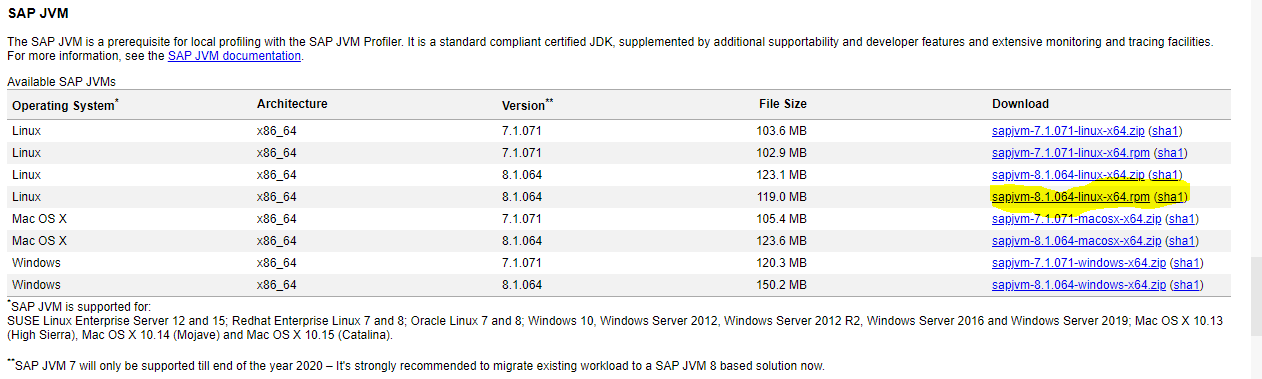 SAP JVM
The SAP JVM is a prerequisite for local profiling with the SAP JVM Profiler. It is a standard compliant certified JDK, supplemented by additional supportability and developer features and extensive monitoring and tracing facilities.
For more information, see the SAP JVM documentation.
Available SAP JVMs
Operating System* Architecture Version** File Size Download
Linux x86_64 7.1.071 103.6 MB sapjvm-7.1.071-linux-x64.zip (sha1)
Linux x86_64 7.1.071 102.9 MB sapjvm-7.1.071-linux-x64.rpm (sha1)
Linux x86_64 8.1.064 123.1 MB sapjvm-8.1.064-linux-x64.zip (sha1)
Linux x86_64 8.1.064 119.0 MB sapjvm-8.1.064-linux-x64.rpm (sha1)
Mac OS X x86_64 7.1.071 105.4 MB sapjvm-7.1.071-macosx-x64.zip (sha1)
Mac OS X x86_64 8.1.064 123.6 MB sapjvm-8.1.064-macosx-x64.zip (sha1)
Windows x86_64 7.1.071 120.3 MB sapjvm-7.1.071-windows-x64.zip (sha1)
Windows x86_64 8.1.064 150.2 MB sapjvm-8.1.064-windows-x64.zip (sha1)
*SAP JVM is supported for:
SUSE Linux Enterprise Server 12 and 15; Redhat Enterprise Linux 7 and 8; Oracle Linux 7 and 8; Windows 10, Windows Server 2012, Windows Server 2012 R2, Windows Server 2016 and Windows Server 2019; Mac OS X 10.13
(High Sierra), Mac OS X 10.14 (Mojave) and Mac OS X 10.15 (Catalina).
**SAP JVM 7 will only be supported till end of the year 2020 – It's strongly recommended to migrate existing workload to a SAP JVM 8 based solution now.